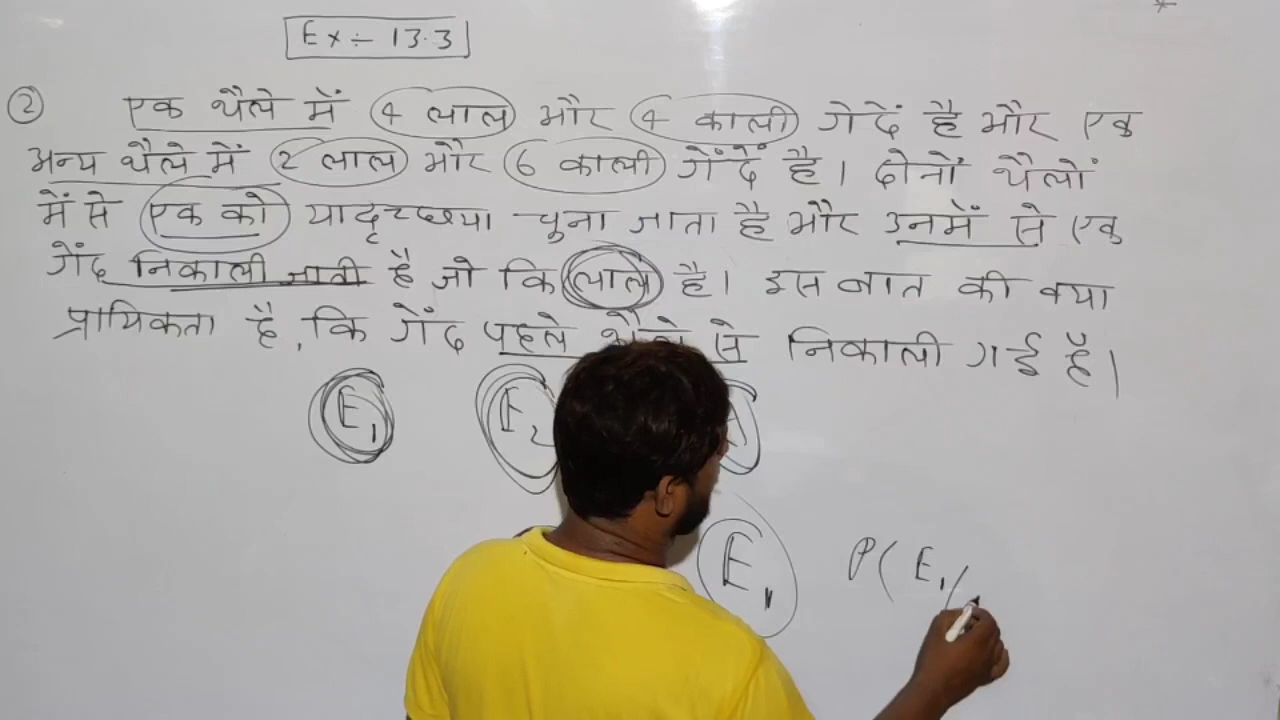 Ex÷ 13.3
② एक थैले में 4 लाल और 4 काली गेदें है और एक
अन्य थैले में 2 लाल और 6 काली गेंदें है। दोनों थैलों
में से एक को यादृच्छया चुना जाता है और उनमें से एक
गेंद निकाली जाती है जो कि लाल है। इस बात की क्या
प्रायिकता है, कि गेंद पहले थैले से निकाली गई है।
E₁ E₂
E₁ P( E₁/